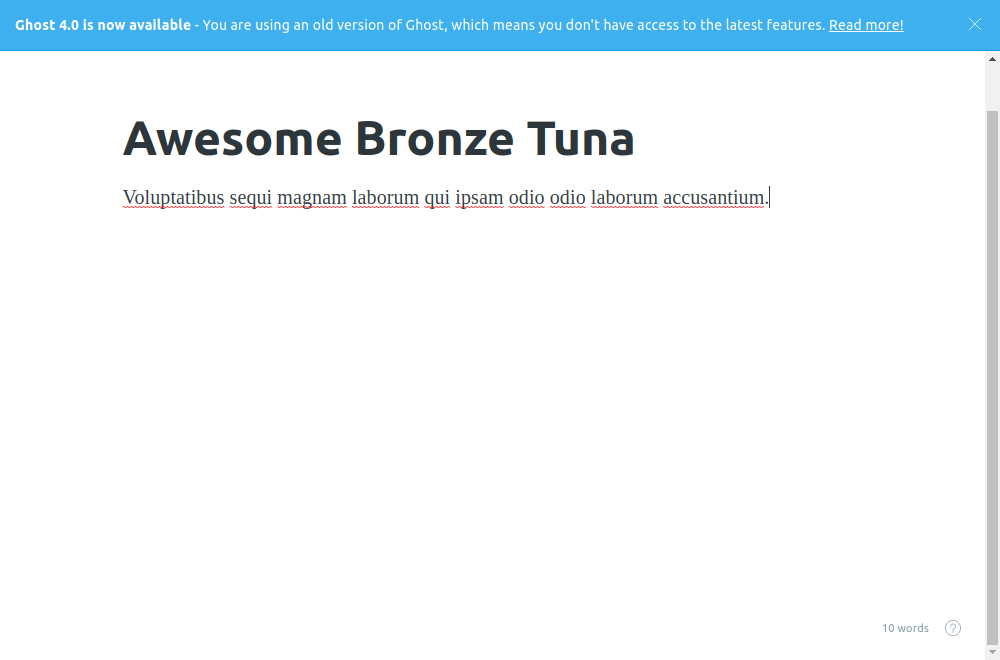 Ghost 4.0 is now available - You are using an old version of Ghost, which means you don't have access to the latest features. Read more!
Awesome Bronze Tuna
Voluptatibus sequi magnam laborum qui ipsam odio odio laborum accusantium.
10 words
?